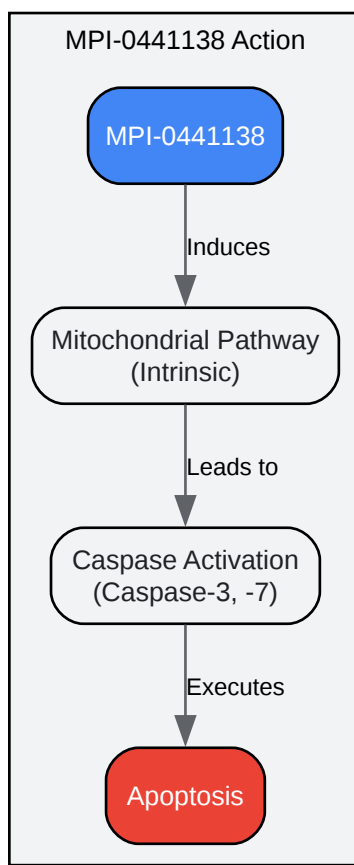 MPI-0441138 Action
MPI-0441138
Induces
Mitochondrial Pathway
(Intrinsic)
Leads to
Caspase Activation
(Caspase-3, -7)
Executes
Apoptosis